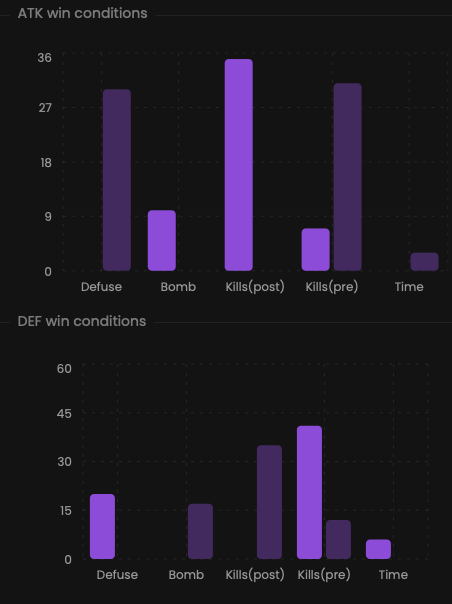 ATK win conditions
36
27
18
9
0
Defuse Bomb Kills(post) Kills(pre) Time
DEF win conditions
60
45
30
15
0
Defuse Bomb Kills(post) Kills(pre) Time